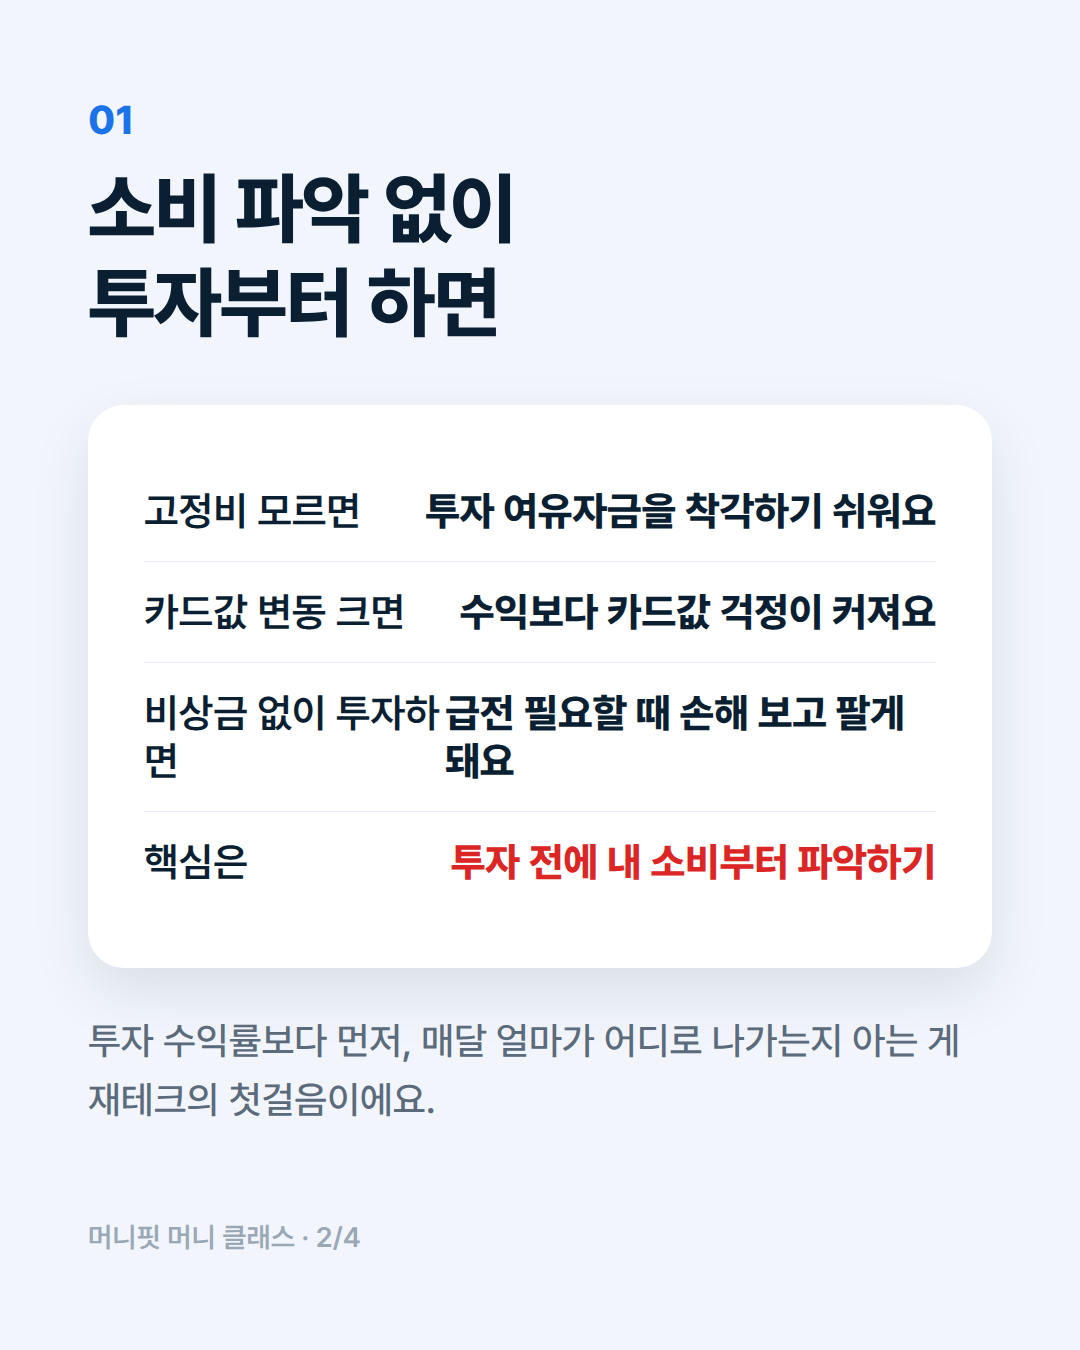 01
소비 파악 없이
투자부터 하면
고정비 모르면 투자 여유자금을 착각하기 쉬워요
카드값 변동 크면 수익보다 카드값 걱정이 커져요
비상금 없이 투자하면
급전 필요할 때 손해 보고 팔게
돼요
핵심은 투자 전에 내 소비부터 파악하기
투자 수익률보다 먼저, 매달 얼마가 어디로 나가는지 아는 게
재테크의 첫걸음이에요.
머니핏 머니 클래스 · 2/4